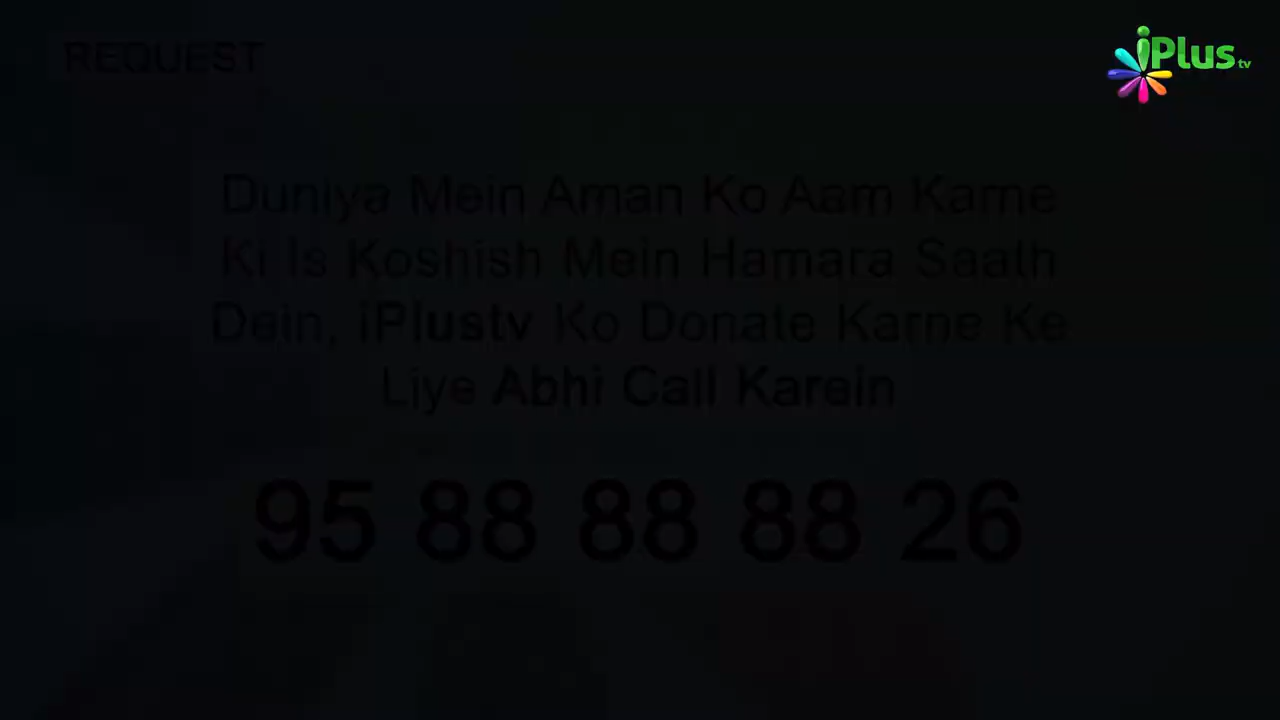 REQUEST
iPlus tv
Duniya Mein Aman Ko Aam Karne
Ki Is Koshish Mein Hamara Saath
Dein, iPlustv Ko Donate Karne Ke
Liye Abhi Call Karein
95 88 88 88 26